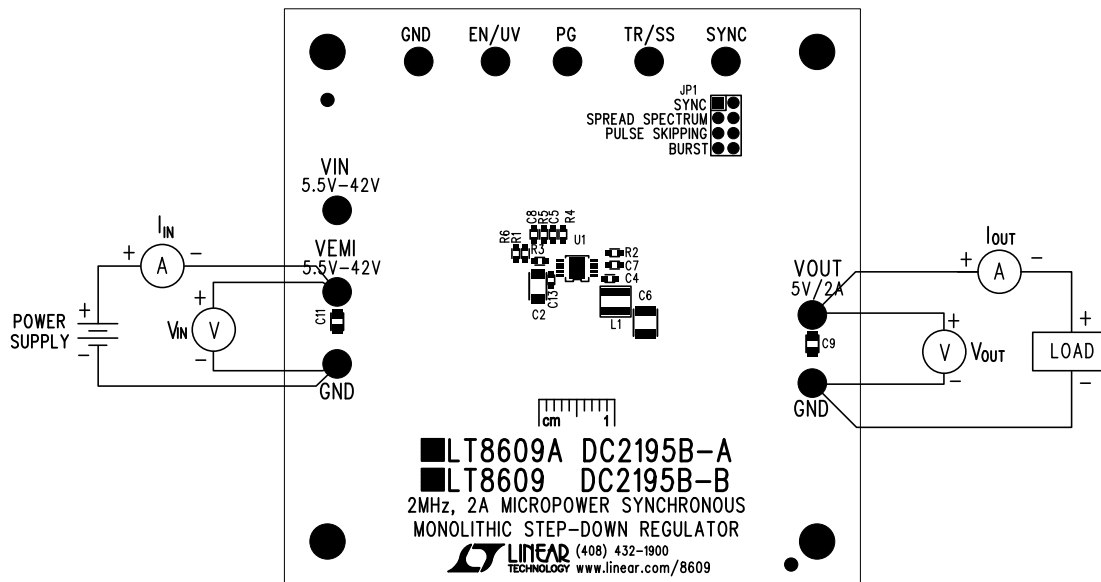 GND EN/UV PG TR/SS SYNC
JP1
SYNC
SPREAD SPECTRUM
PULSE SKIPPING
BURST
VIN
5.5V-42V
IIN
+ -
A
VEMI
5.5V-42V
C8
R5
C5
R4
R6
R1
R3
U1
R2
C7
C4
C13
C2
L1
C6
IOUT
+ -
A
VOUT
5V/2A
POWER
SUPPLY
+
-
VIN
+
V
-
C11
GND
C9
+
V
-
VOUT
+
LOAD
-
GND
cm 1
LT8609A DC2195B-A
LT8609 DC2195B-B
2MHz, 2A MICROPOWER SYNCHRONOUS
MONOLITHIC STEP-DOWN REGULATOR
LINEAR TECHNOLOGY (408) 432-1900
www.linear.com/8609